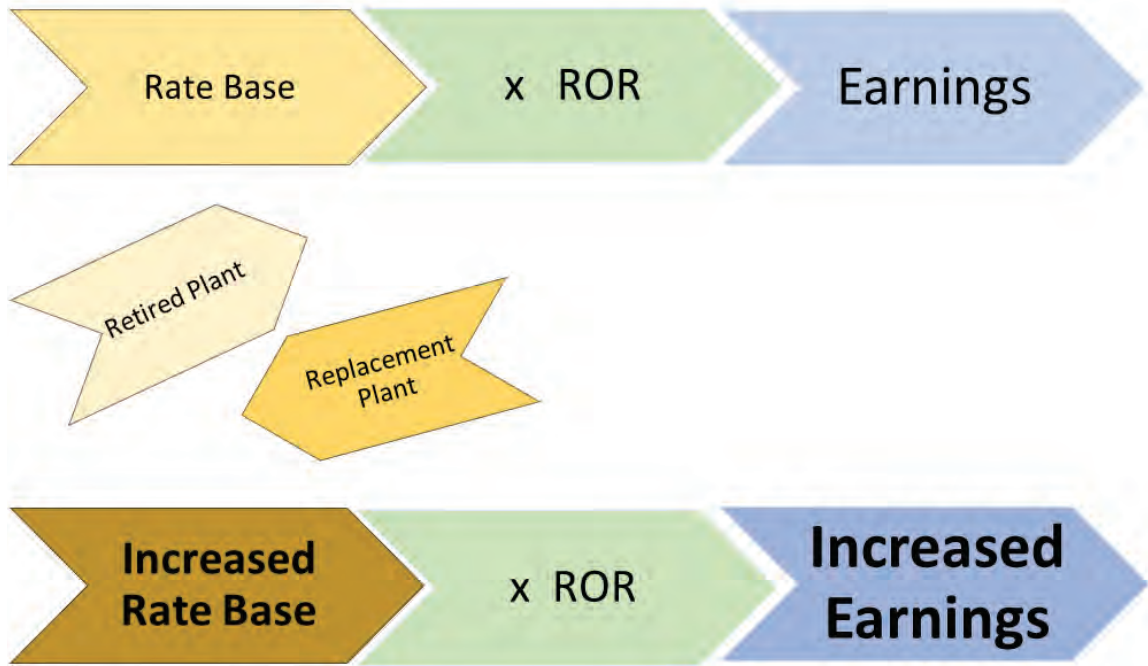 Rate Base
x ROR
Earnings
Retired Plant
Replacement
Plant
Increased
Rate Base
x ROR
Increased
Earnings